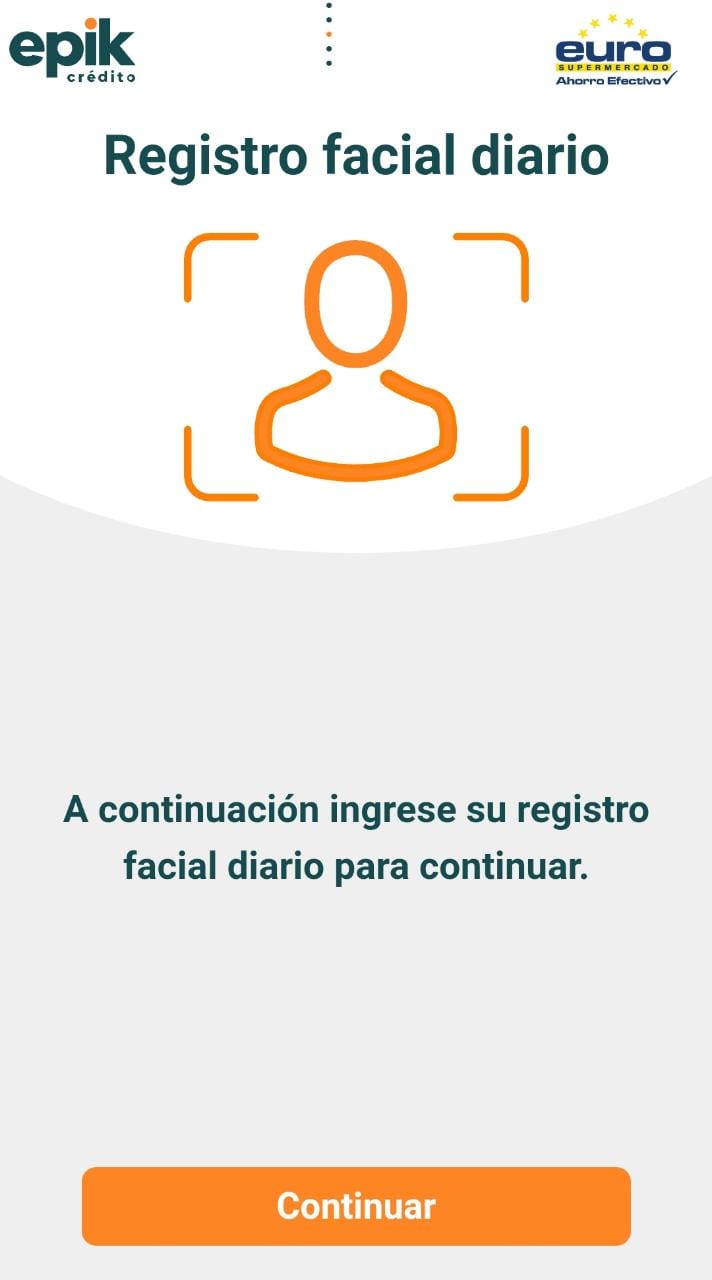 epik
crédito
euro
SUPERMERCADO
Ahorro Efectivo
Registro facial diario
A continuación ingrese su registro
facial diario para continuar.
Continuar